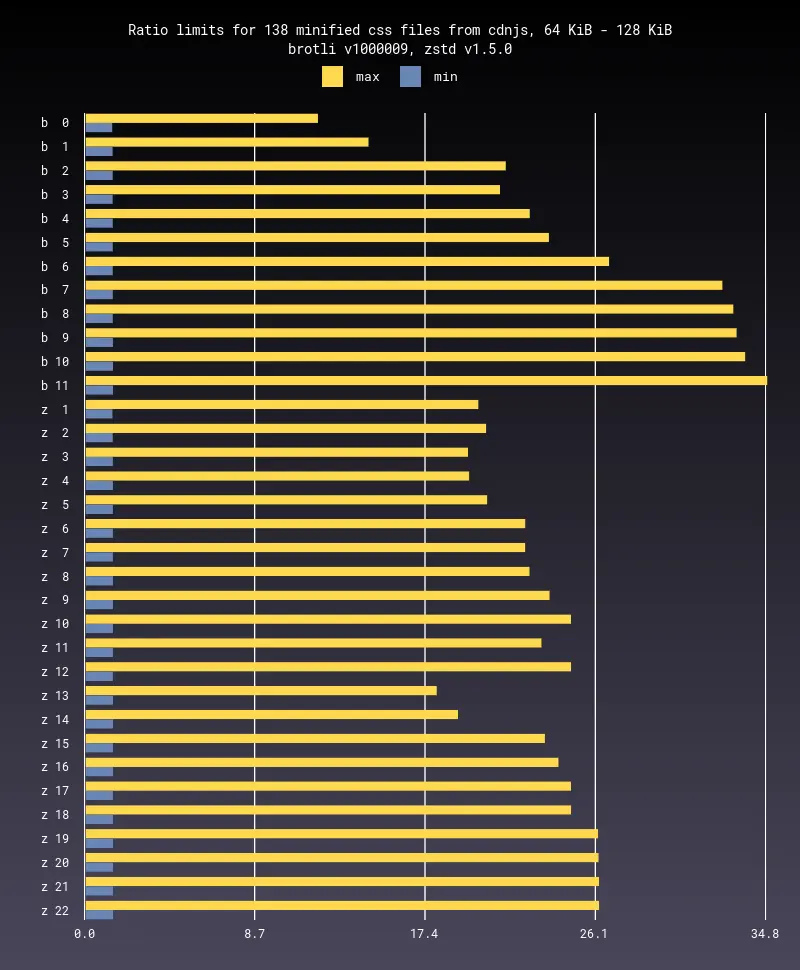 Ratio limits for 138 minified css files from cdnjs, 64 KiB - 128 KiB
brotli v1000009, zstd v1.5.0
max min
b 0
b 1
b 2
b 3
b 4
b 5
b 6
b 7
b 8
b 9
b 10
b 11
z 1
z 2
z 3
z 4
z 5
z 6
z 7
z 8
z 9
z 10
z 11
z 12
z 13
z 14
z 15
z 16
z 17
z 18
z 19
z 20
z 21
z 22
0.0 8.7 17.4 26.1 34.8